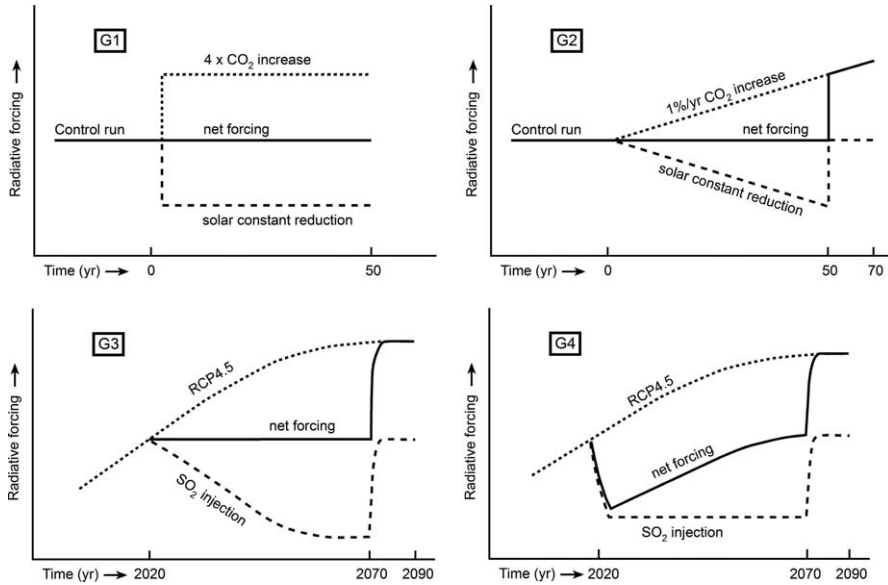 G1
4 x CO₂ increase
Control run
net forcing
solar constant reduction
Radiative forcing →
Time (yr) →
0
50
G2
1%/yr CO₂ increase
Control run
net forcing
solar constant reduction
Radiative forcing →
Time (yr) →
0
50
70
G3
RCP4.5
net forcing
SO₂ injection
Radiative forcing →
Time (yr) →
2020
2070
2090
G4
RCP4.5
net forcing
SO₂ injection
Radiative forcing →
Time (yr) →
2020
2070
2090